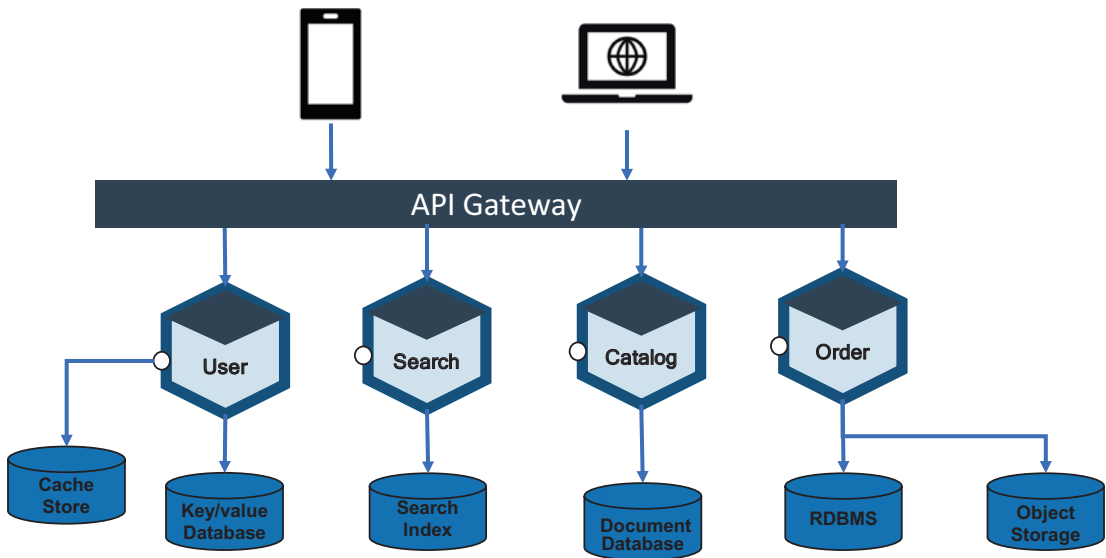 API Gateway
User
Search
Catalog
Order
Cache
Store
Key/value
Database
Search
Index
Document
Database
RDBMS
Object
Storage